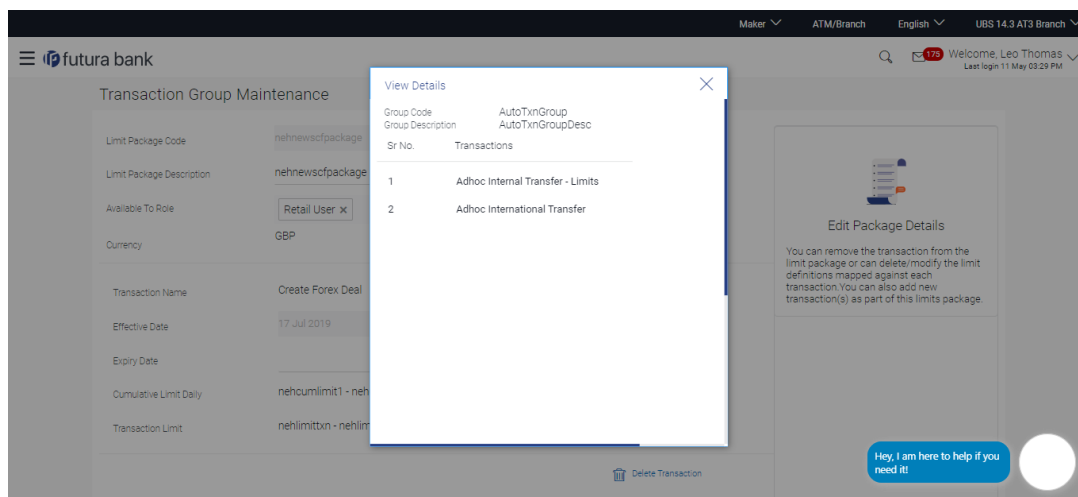 Maker ATM/Branch English UBS 14.3 AT3 Branch
futura bank
175 Welcome, Leo Thomas
Last login 11 May 03:29 PM
Transaction Group Maintenance
Limit Package Code nehnewscfpackage
Limit Package Description nehnewscfpackage
Available To Role Retail User ×
Currency GBP
Transaction Name Create Forex Deal
Effective Date 17 Jul 2019
Expiry Date
Cumulative Limit Daily nehcumlimit1 - neh
Transaction Limit nehlimittxn - nehlim
Delete Transaction
View Details
Group Code AutoTxnGroup
Group Description AutoTxnGroupDesc
Sr No. Transactions
1 Adhoc Internal Transfer - Limits
2 Adhoc International Transfer
Edit Package Details
You can remove the transaction from the
limit package or can delete/modify the limit
definitions mapped against each
transaction.You can also add new
transaction(s) as part of this limits package.
Hey, I am here to help if you
need it!